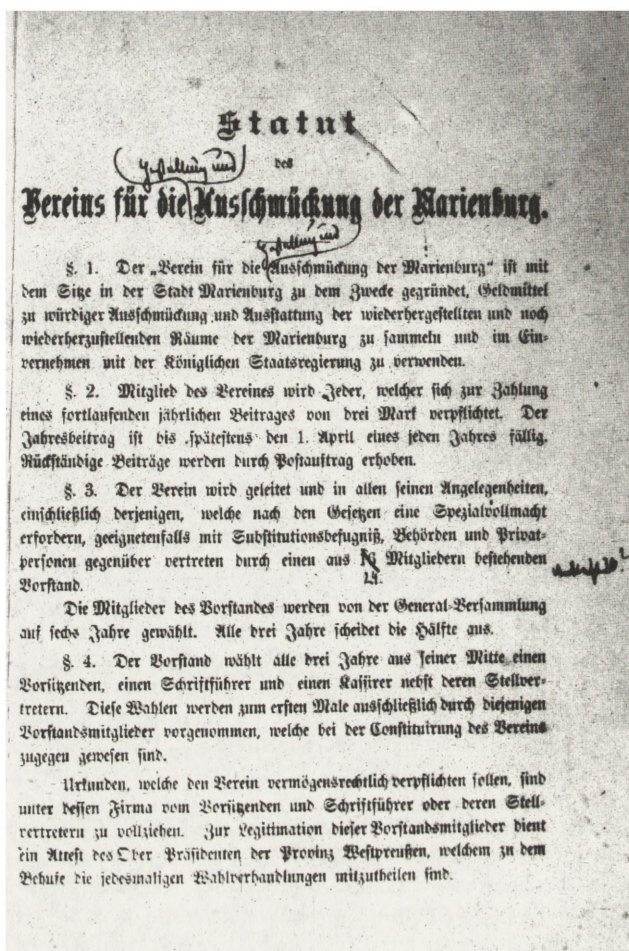 Statut
des
Herstellung und
Vereins für die Ausschmückung der Marienburg.
Herstellung und
§. 1. Der „Verein für die Ausschmückung der Marienburg“ ist mit
dem Sitze in der Stadt Marienburg zu dem Zwecke gegründet, Geldmittel
zu würdiger Ausschmückung und Ausstattung der wiederhergestellten und noch
wiederherzustellenden Räume der Marienburg zu sammeln und im Ein-
vernehmen mit der Königlichen Staatsregierung zu verwenden.
§. 2. Mitglied des Vereines wird Jeder, welcher sich zur Zahlung
eines fortlaufenden jährlichen Beitrages von drei Mark verpflichtet. Der
Jahresbeitrag ist bis spätestens den 1. April eines jeden Jahres fällig.
Rückständige Beiträge werden durch Postauftrag erhoben.
§. 3. Der Verein wird geleitet und in allen seinen Angelegenheiten,
einschließlich derjenigen, welche nach den Gesetzen eine Spezialvollmacht
erfordern, geeignetenfalls mit Substitutionsbefugniß, Behörden und Privat-
personen gegenüber vertreten durch einen aus Mitgliedern bestehenden
24.
Vorstand.
Die Mitglieder des Vorstandes werden von der General-Versammlung
auf sechs Jahre gewählt. Alle drei Jahre scheidet die Hälfte aus.
§. 4. Der Vorstand wählt alle drei Jahre aus seiner Mitte einen
Vorsitzenden, einen Schriftführer und einen Kassirer nebst deren Stellver-
tretern. Diese Wahlen werden zum ersten Male ausschließlich durch diejenigen
Vorstandsmitglieder vorgenommen, welche bei der Constituirung des Vereins
zugegen gewesen sind.
Urkunden, welche den Verein vermögensrechtlich verpflichten sollen, sind
unter dessen Firma vom Vorsitzenden und Schriftführer oder deren Stell-
vertretern zu vollziehen. Zur Legitimation dieser Vorstandsmitglieder dient
ein Attest des Ober Präsidenten der Provinz Westpreußen, welchem zu dem
Behufe die jedesmaligen Wahlverhandlungen mitzutheilen sind.